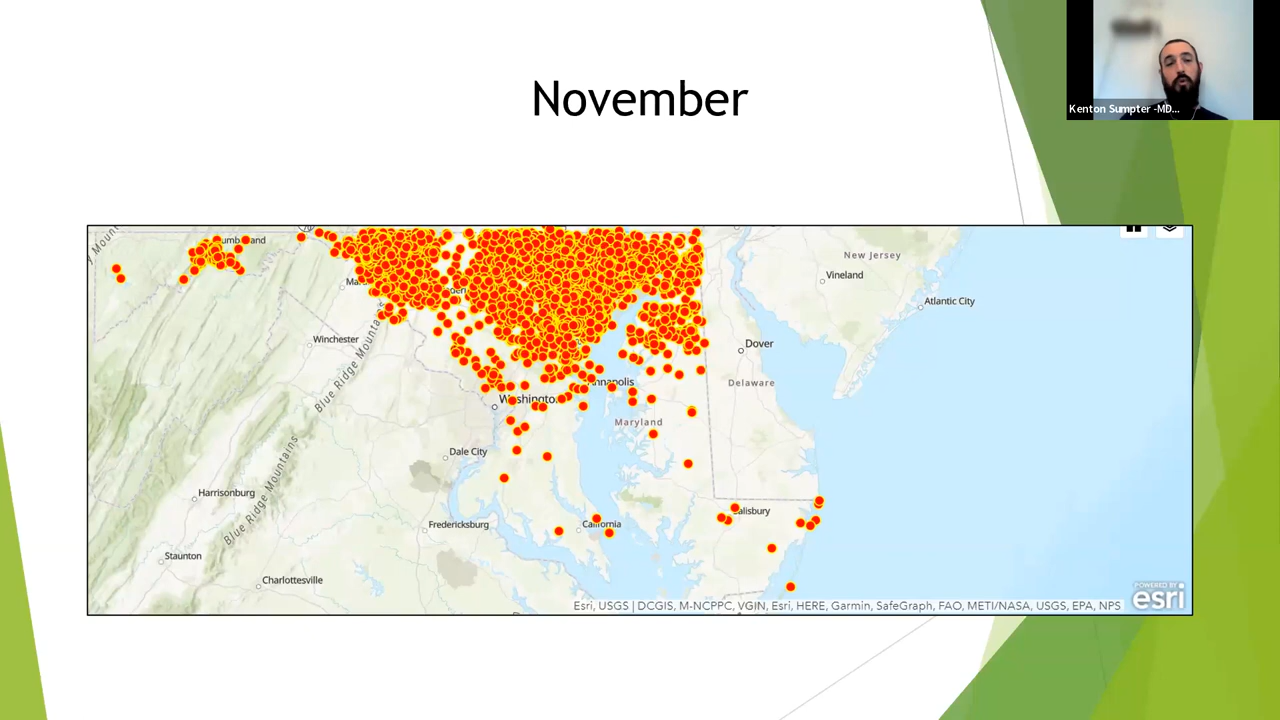 November
Kenton Sumpter -MD...
New Jersey
Vineland
Atlantic City
Winchester
Blue Ridge Mountains
Dover
Delaware
Annapolis
Washington
Maryland
Dale City
Harrisonburg
Blue Ridge Mountains
Salisbury
Fredericksburg
California
Staunton
Charlottesville
Esri, USGS | DCGIS, M-NCPPC, VGIN, Esri, HERE, Garmin, SafeGraph, FAO, METI/NASA, USGS, EPA, NPS
POWERED BY
esri